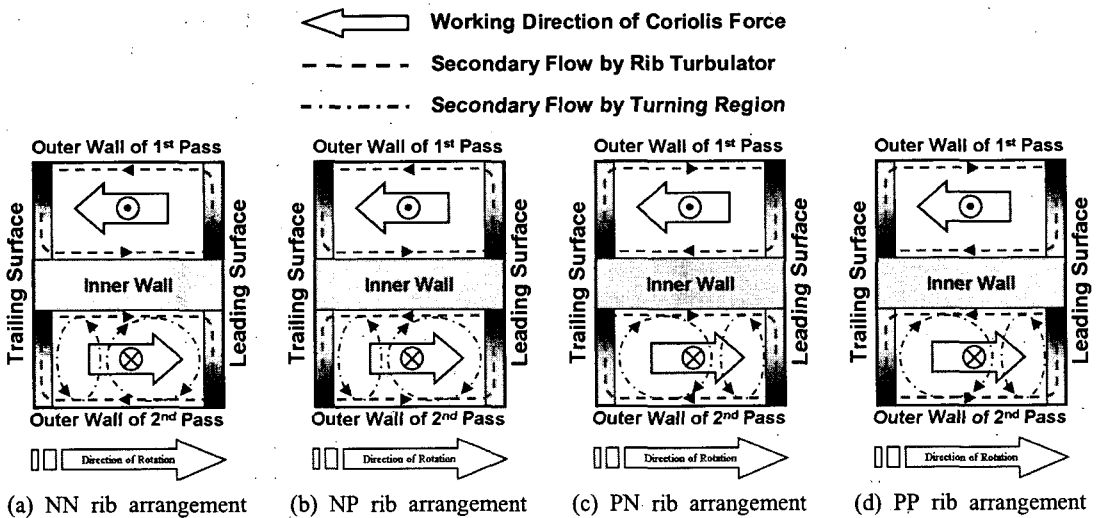 Working Direction of Coriolis Force
Secondary Flow by Rib Turbulator
Secondary Flow by Turning Region
Outer Wall of 1st Pass
Trailing Surface
Inner Wall
Leading Surface
Outer Wall of 2nd Pass
Direction of Rotation
(a) NN rib arrangement
Outer Wall of 1st Pass
Trailing Surface
Inner Wall
Leading Surface
Outer Wall of 2nd Pass
Direction of Rotation
(b) NP rib arrangement
Outer Wall of 1st Pass
Trailing Surface
Inner Wall
Leading Surface
Outer Wall of 2nd Pass
Direction of Rotation
(c) PN rib arrangement
Outer Wall of 1st Pass
Trailing Surface
Inner Wall
Leading Surface
Outer Wall of 2nd Pass
Direction of Rotation
(d) PP rib arrangement